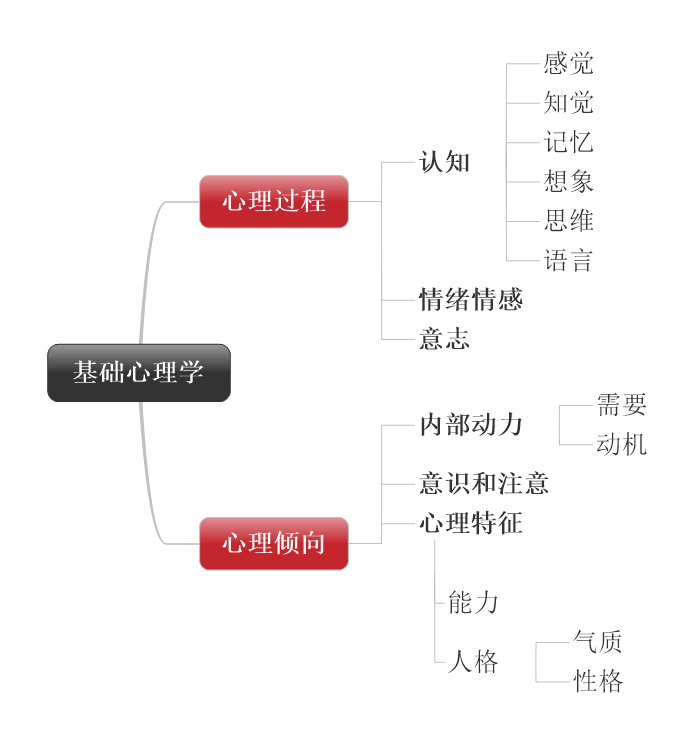 基础心理学
心理过程
认知
感觉
知觉
记忆
想象
思维
语言
情绪情感
意志
心理倾向
内部动力
需要
动机
意识和注意
心理特征
能力
人格
气质
性格